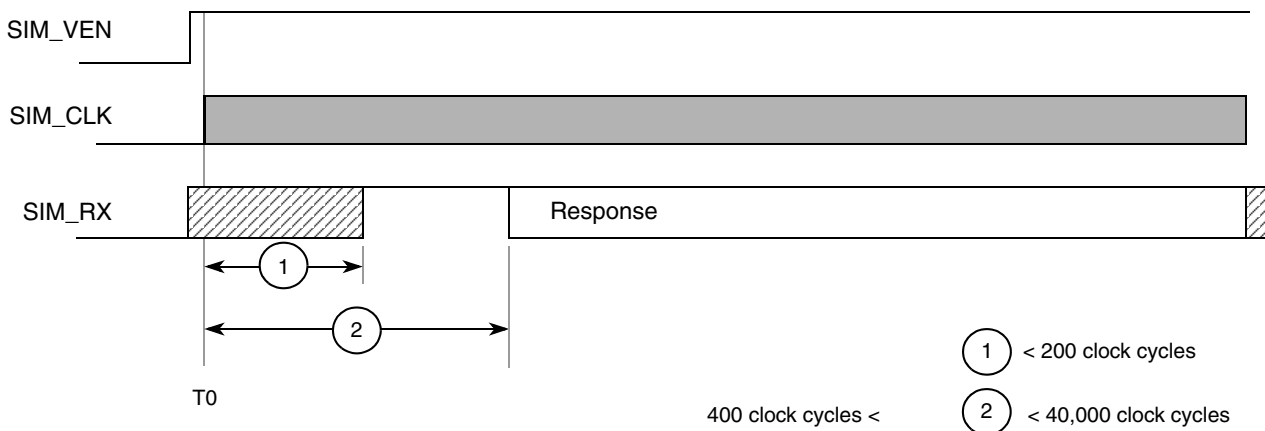 SIM_VEN
SIM_CLK
SIM_RX
Response
1
2
1 < 200 clock cycles
T0
400 clock cycles < 2 < 40,000 clock cycles